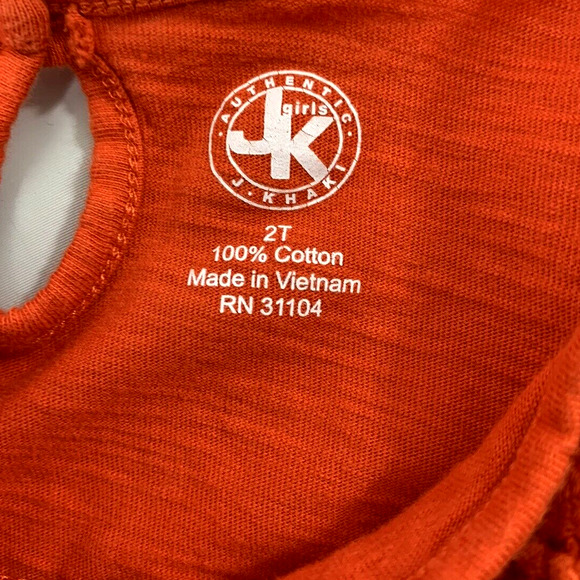 AUTHENTIC
girls
JK
J. KHAKI
2T
100% Cotton
Made in Vietnam
RN 31104